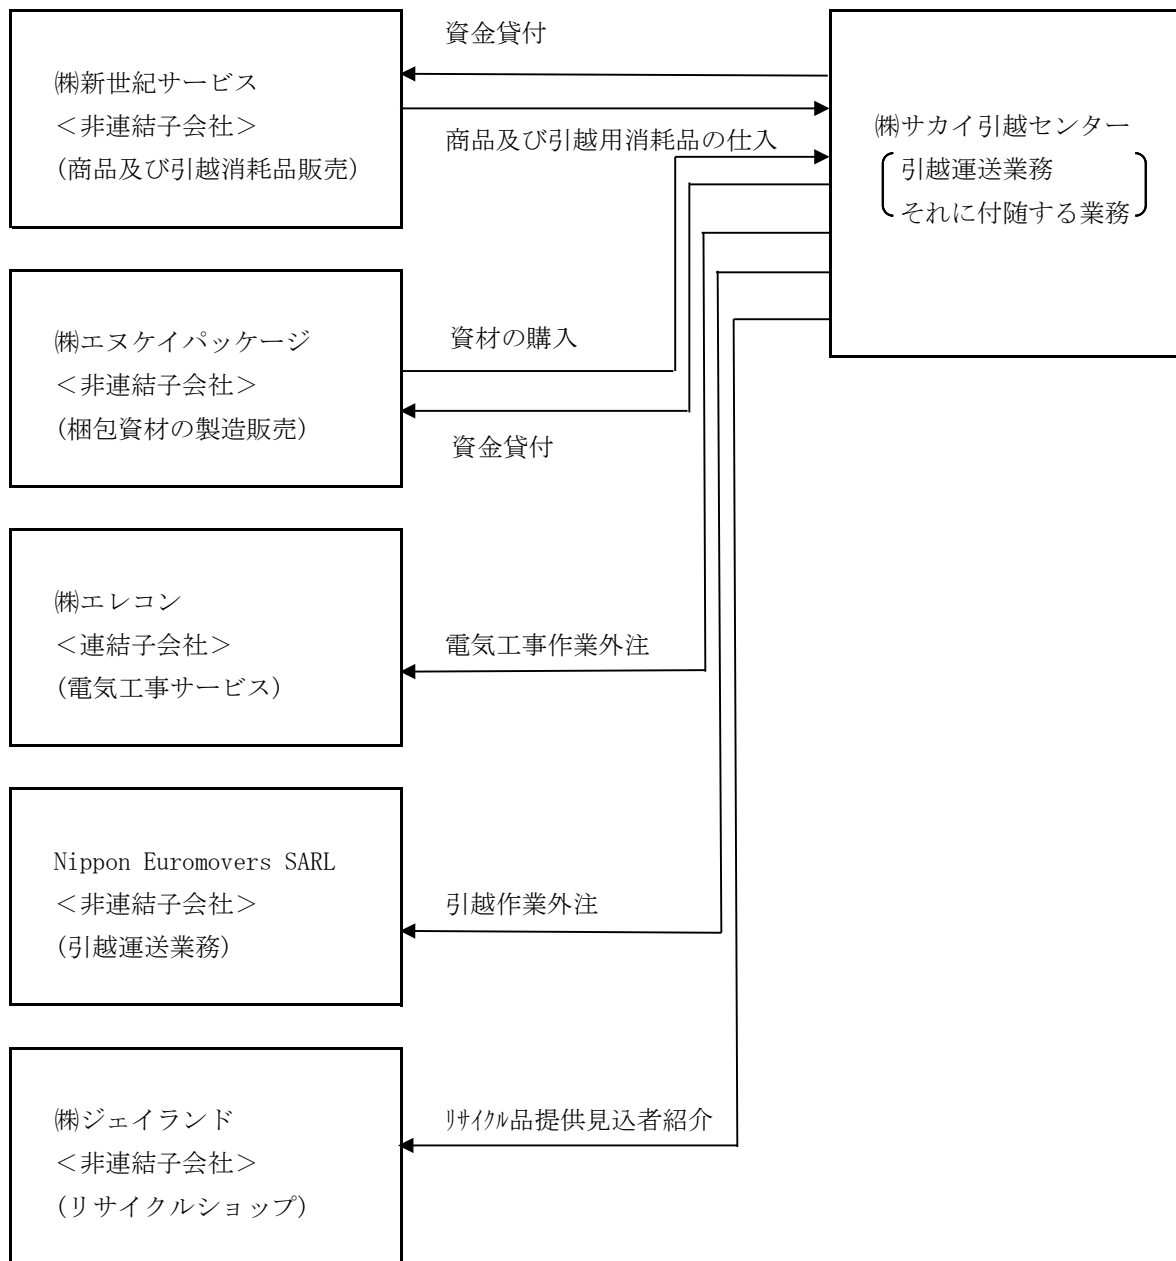 資金貸付
㈱新世紀サービス
＜非連結子会社＞
(商品及び引越消耗品販売)
商品及び引越用消耗品の仕入
㈱サカイ引越センター
引越運送業務
それに付随する業務
㈱エヌケイパッケージ
＜非連結子会社＞
(梱包資材の製造販売)
資材の購入
資金貸付
㈱エレコン
＜連結子会社＞
(電気工事サービス)
電気工事作業外注
Nippon Euromovers SARL
＜非連結子会社＞
(引越運送業務)
引越作業外注
㈱ジェイランド
＜非連結子会社＞
(リサイクルショップ)
ﾘｻｲｸﾙ品提供見込者紹介